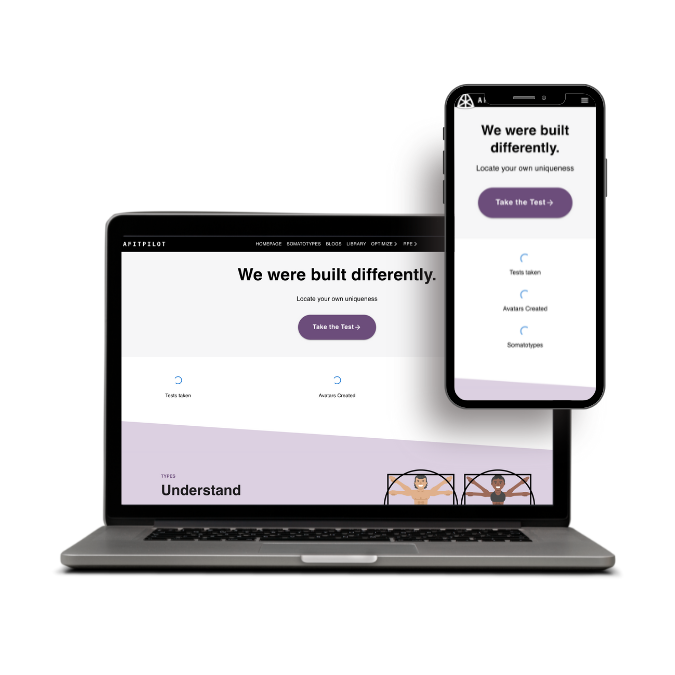 AFITPILOT
HOMEPAGE SOMATOTYPES BLOGS LIBRARY OPTIMIZE PPE
We were built differently.
Locate your own uniqueness
Take the Test→
Tests taken
Avatars Created
TYPES
Understand
We were built
differently.
Locate your own uniqueness
Take the Test→
Tests taken
Avatars Created
Somatotypes